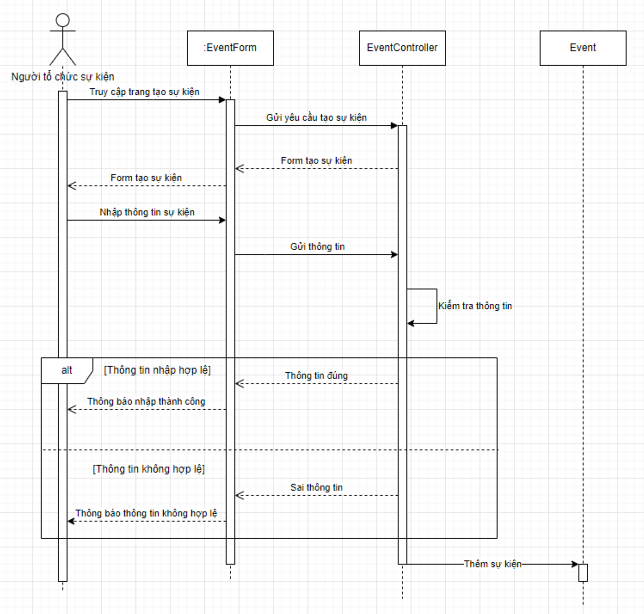 :EventForm
EventController
Event
Người tổ chức sự kiện
Truy cập trang tạo sự kiện
Gửi yêu cầu tạo sự kiện
Form tạo sự kiện
Form tạo sự kiện
Nhập thông tin sự kiện
Gửi thông tin
Kiểm tra thông tin
alt
[Thông tin nhập hợp lệ]
Thông tin đúng
Thông báo nhập thành công
[Thông tin không hợp lệ]
Sai thông tin
Thông báo thông tin không hợp lệ
Thêm sự kiện